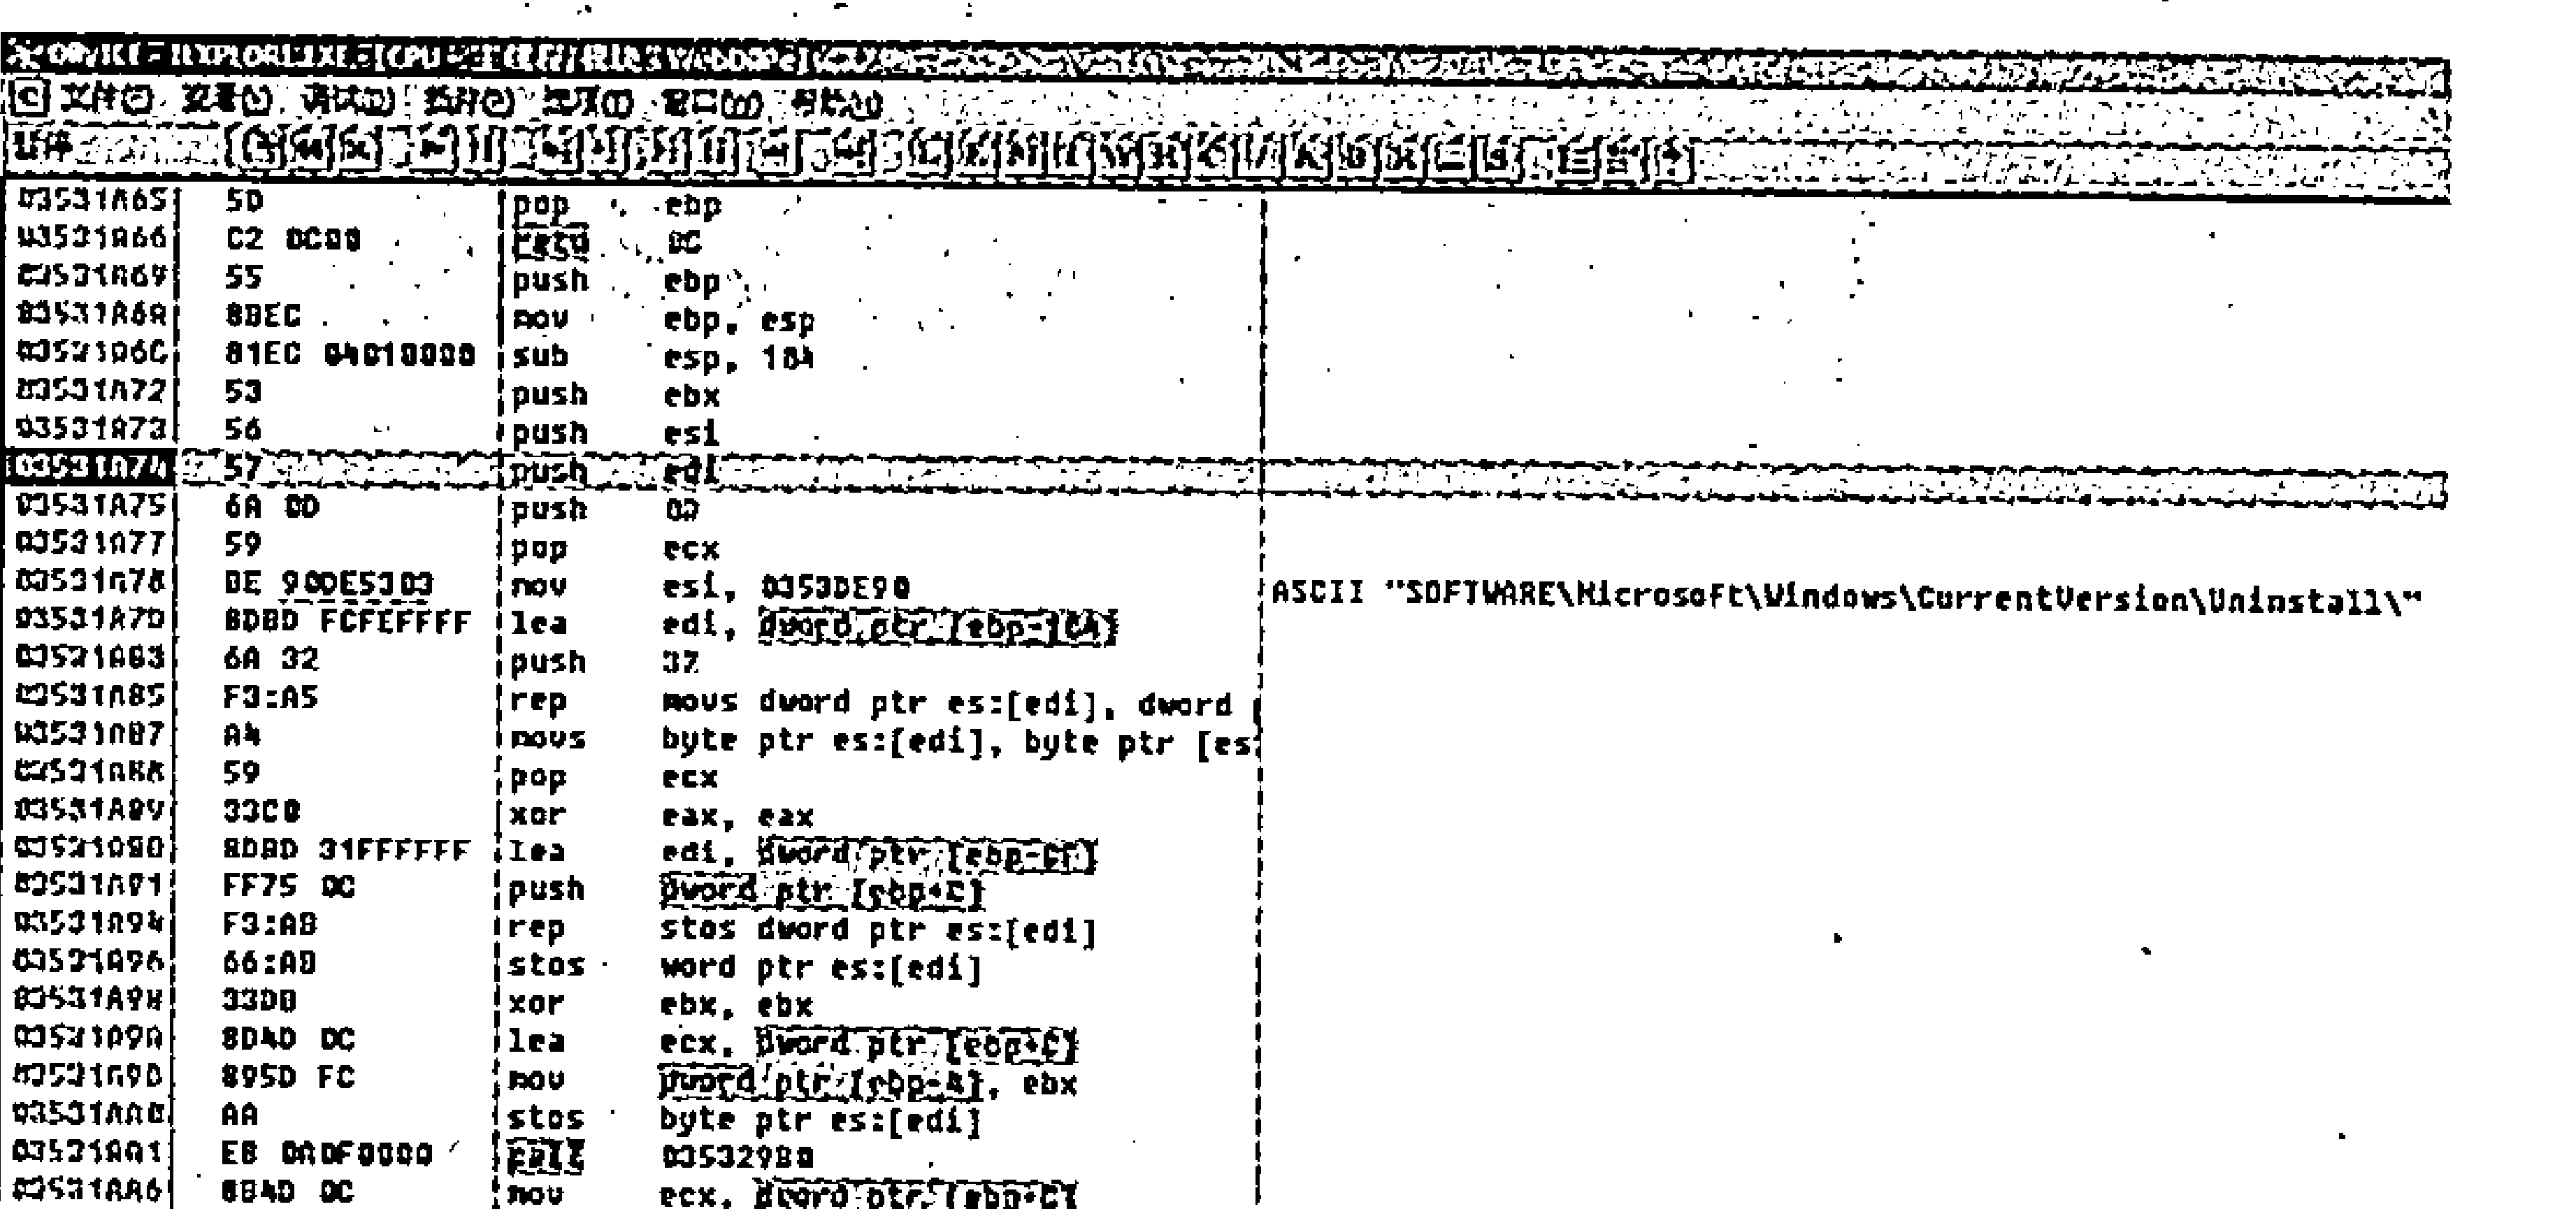 03531A65 5D pop ebp
03531A66 C2 0C00 retn 0C
03531A69 55 push ebp
03531A6A 8BEC mov ebp, esp
03531A6C 81EC 04010000 sub esp, 104
03531A72 53 push ebx
03531A73 56 push esi
03531A74 57 push edi
03531A75 6A 0D push 0D
03531A77 59 pop ecx
03531A78 BE 90DE5303 mov esi, 0353DE90 ASCII "SOFTWARE\Microsoft\Windows\CurrentVersion\Uninstall\"
03531A7D 8DBD FCFEFFFF lea edi, dword ptr [ebp-104]
03531A83 6A 32 push 32
03531A85 F3:A5 rep movs dword ptr es:[edi], dword
03531A87 A4 movs byte ptr es:[edi], byte ptr [es
03531A88 59 pop ecx
03531A89 33C0 xor eax, eax
03531A8B 8DBD 31FFFFFF lea edi, dword ptr [ebp-CF]
03531A91 FF75 0C push dword ptr [ebp+C]
03531A94 F3:AB rep stos dword ptr es:[edi]
03531A96 66:AB stos word ptr es:[edi]
03531A98 33DB xor ebx, ebx
03531A9A 8D4D 0C lea ecx, dword ptr [ebp+C]
03531A9D 895D FC mov dword ptr [ebp-4], ebx
03531AA0 AA stos byte ptr es:[edi]
03531AA1 E8 0A0F0000 call 035329B0
03531AA6 8B4D 0C mov ecx, dword ptr [ebp+C]